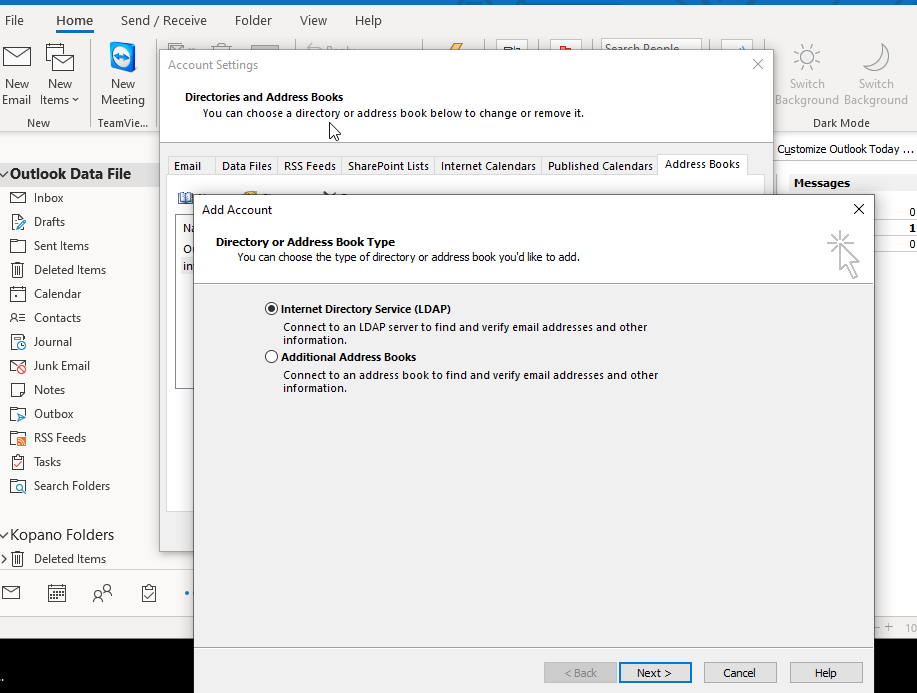 File Home Send / Receive Folder View Help
New Email
New Items
New Meeting
Search People
Switch Background
Switch Background
New
TeamVie...
Dark Mode
Account Settings
Directories and Address Books
You can choose a directory or address book below to change or remove it.
Email Data Files RSS Feeds SharePoint Lists Internet Calendars Published Calendars Address Books
Customize Outlook Today ...
Messages
0
1
0
Outlook Data File
Inbox
Drafts
Sent Items
Deleted Items
Calendar
Contacts
Journal
Junk Email
Notes
Outbox
RSS Feeds
Tasks
Search Folders
Kopano Folders
Deleted Items
Add Account
Directory or Address Book Type
You can choose the type of directory or address book you'd like to add.
Internet Directory Service (LDAP)
Connect to an LDAP server to find and verify email addresses and other
information.
Additional Address Books
Connect to an address book to find and verify email addresses and other
information.
< Back Next > Cancel Help
10